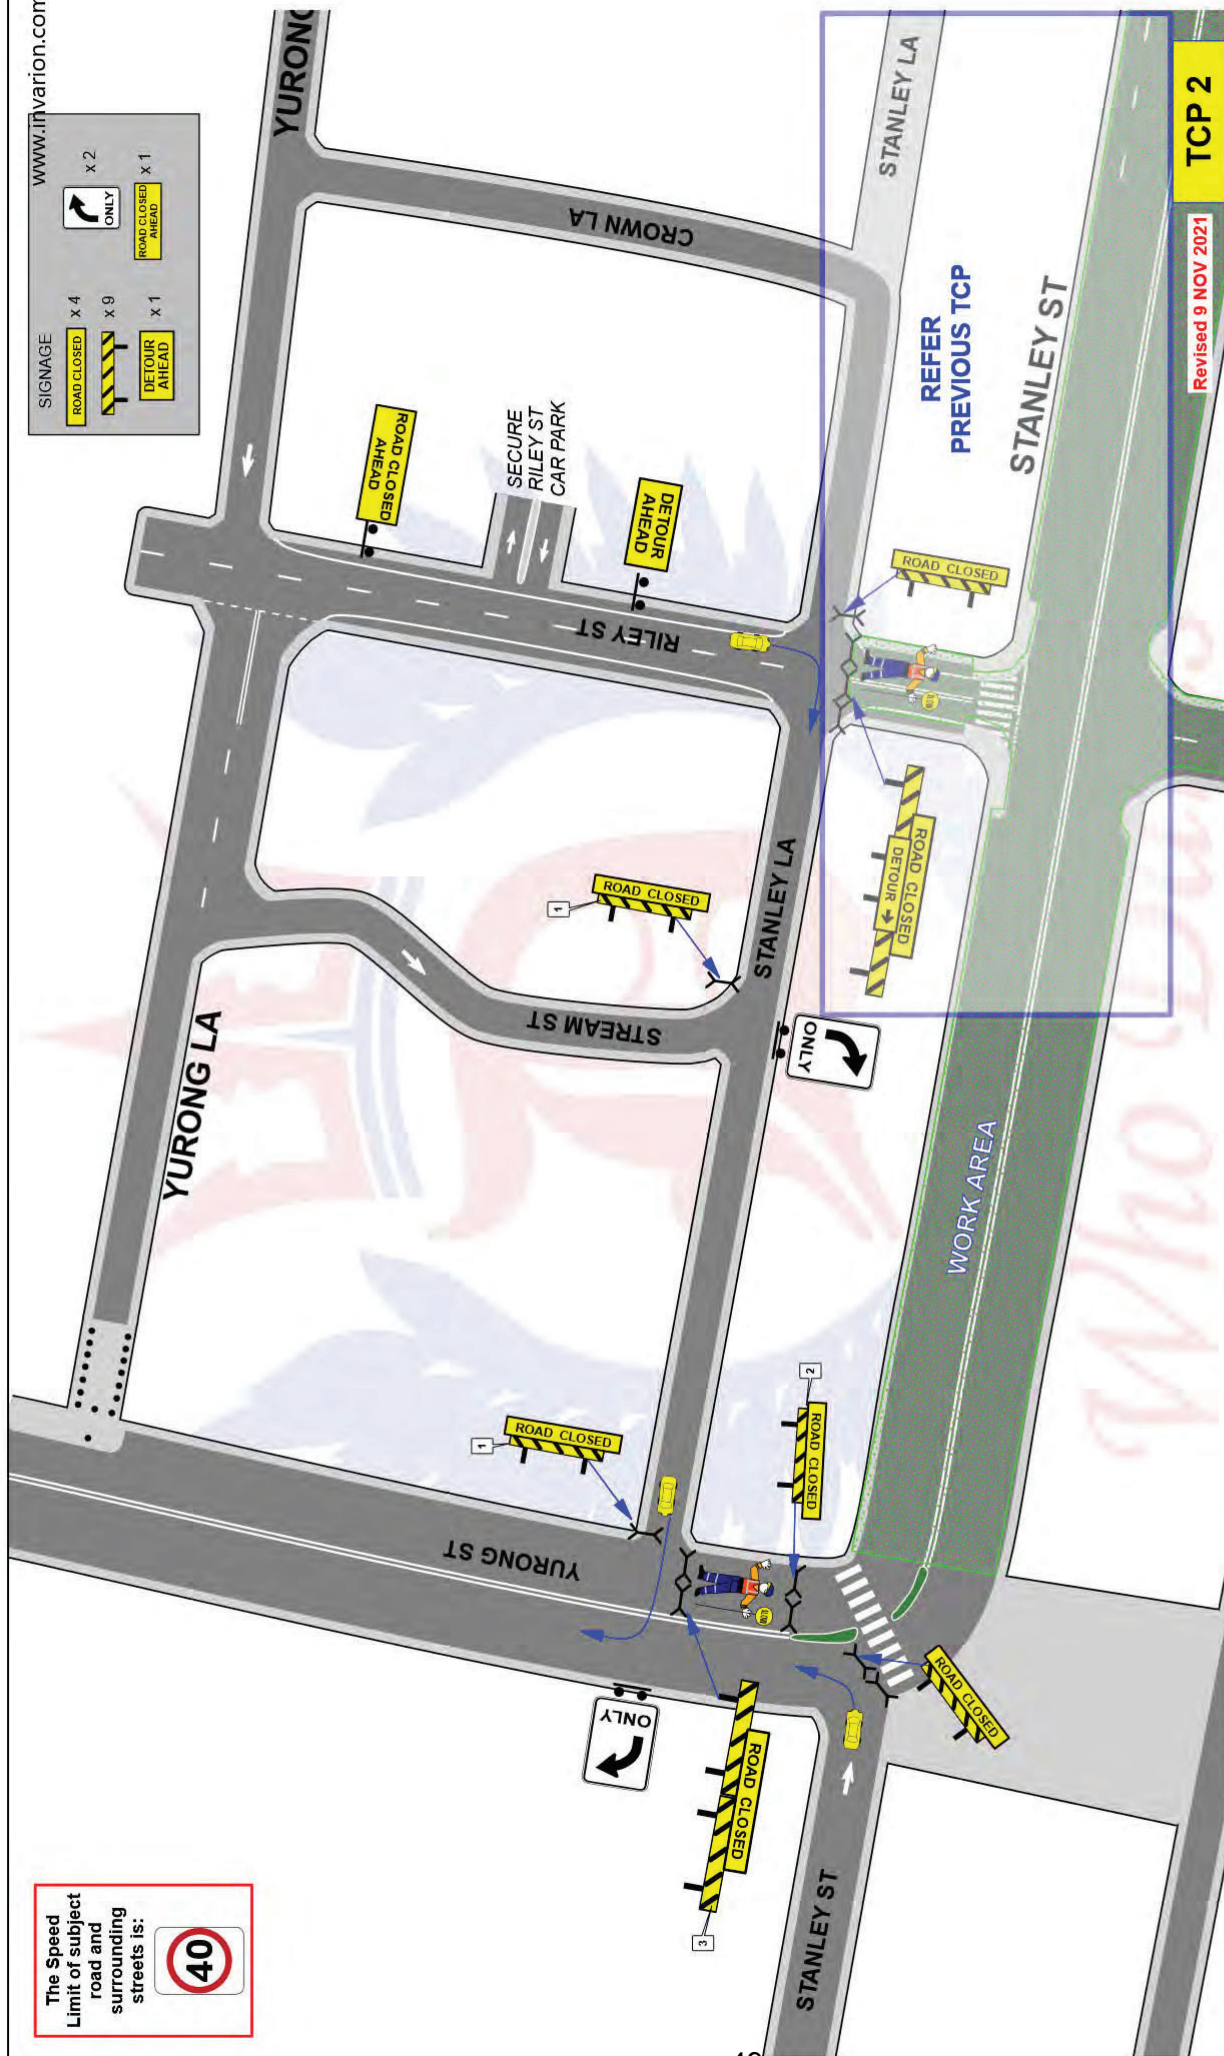 www.invarion.com
SIGNAGE
ROAD CLOSED
x 4
ONLY
x 2
x 9
DETOUR
AHEAD
x 1
ROAD CLOSED
AHEAD
x 1
YURONG
CROWN LA
STANLEY LA
TCP 2
Revised 9 NOV 2021
REFER
PREVIOUS TCP
STANLEY ST
ROAD CLOSED
AHEAD
SECURE
RILEY ST
CAR PARK
DETOUR
AHEAD
RILEY ST
ROAD CLOSED
SLOW
ROAD CLOSED
DETOUR
1
ROAD CLOSED
STANLEY LA
STREAM ST
ONLY
YURONG LA
WORK AREA
Who Dares
1
ROAD CLOSED
2
ROAD CLOSED
YURONG ST
SLOW
ONLY
3
ROAD CLOSED
ROAD CLOSED
STANLEY ST
The Speed
Limit of subject
road and
surrounding
streets is:
40